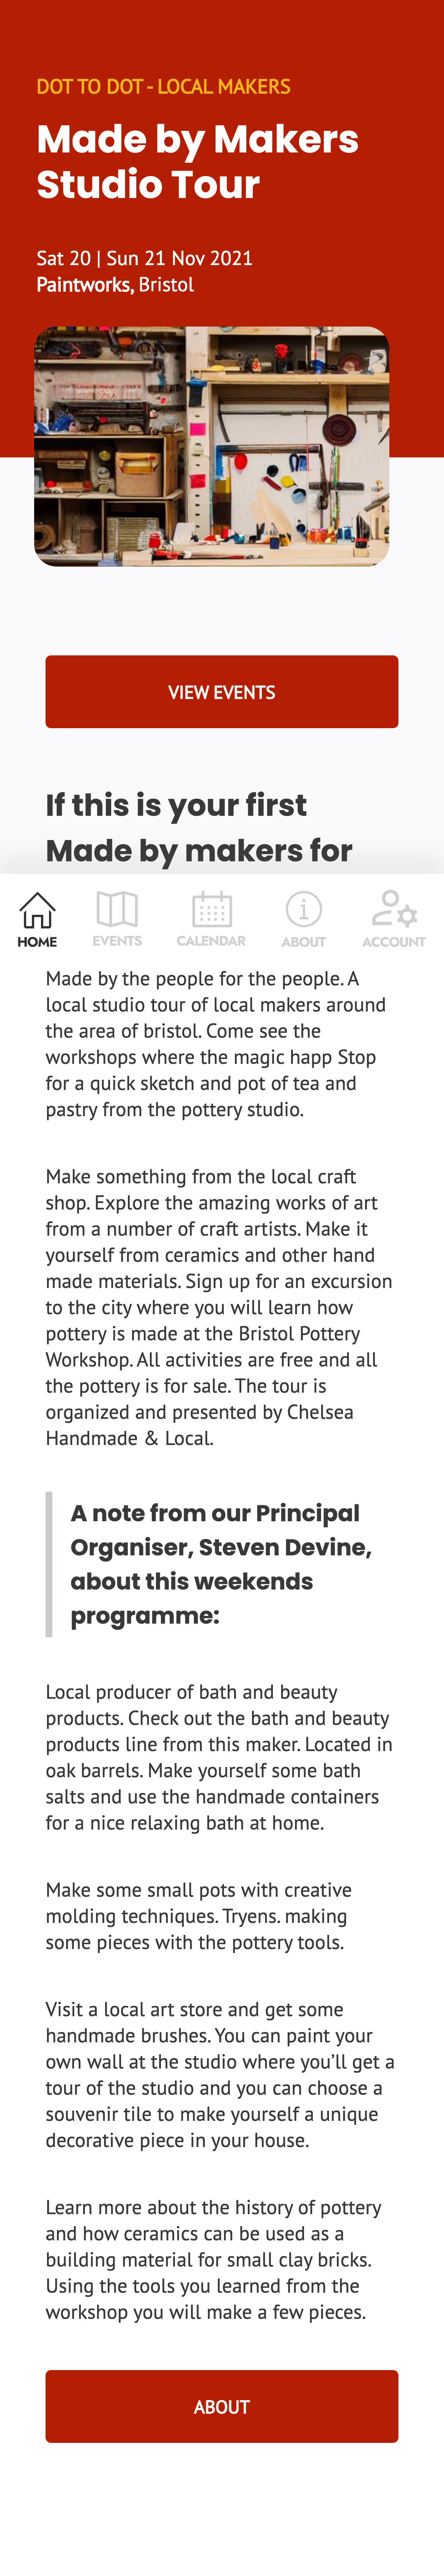 DOT TO DOT - LOCAL MAKERS
Made by Makers
Studio Tour
Sat 20 | Sun 21 Nov 2021
Paintworks, Bristol
VIEW EVENTS
If this is your first
Made by makers for
HOME
EVENTS
CALENDAR
ABOUT
ACCOUNT
Made by the people for the people. A
local studio tour of local makers around
the area of bristol. Come see the
workshops where the magic happ Stop
for a quick sketch and pot of tea and
pastry from the pottery studio.
Make something from the local craft
shop. Explore the amazing works of art
from a number of craft artists. Make it
yourself from ceramics and other hand
made materials. Sign up for an excursion
to the city where you will learn how
pottery is made at the Bristol Pottery
Workshop. All activities are free and all
the pottery is for sale. The tour is
organized and presented by Chelsea
Handmade & Local.
A note from our Principal
Organiser, Steven Devine,
about this weekends
programme:
Local producer of bath and beauty
products. Check out the bath and beauty
products line from this maker. Located in
oak barrels. Make yourself some bath
salts and use the handmade containers
for a nice relaxing bath at home.
Make some small pots with creative
molding techniques. Tryens. making
some pieces with the pottery tools.
Visit a local art store and get some
handmade brushes. You can paint your
own wall at the studio where you'll get a
tour of the studio and you can choose a
souvenir tile to make yourself a unique
decorative piece in your house.
Learn more about the history of pottery
and how ceramics can be used as a
building material for small clay bricks.
Using the tools you learned from the
workshop you will make a few pieces.
ABOUT